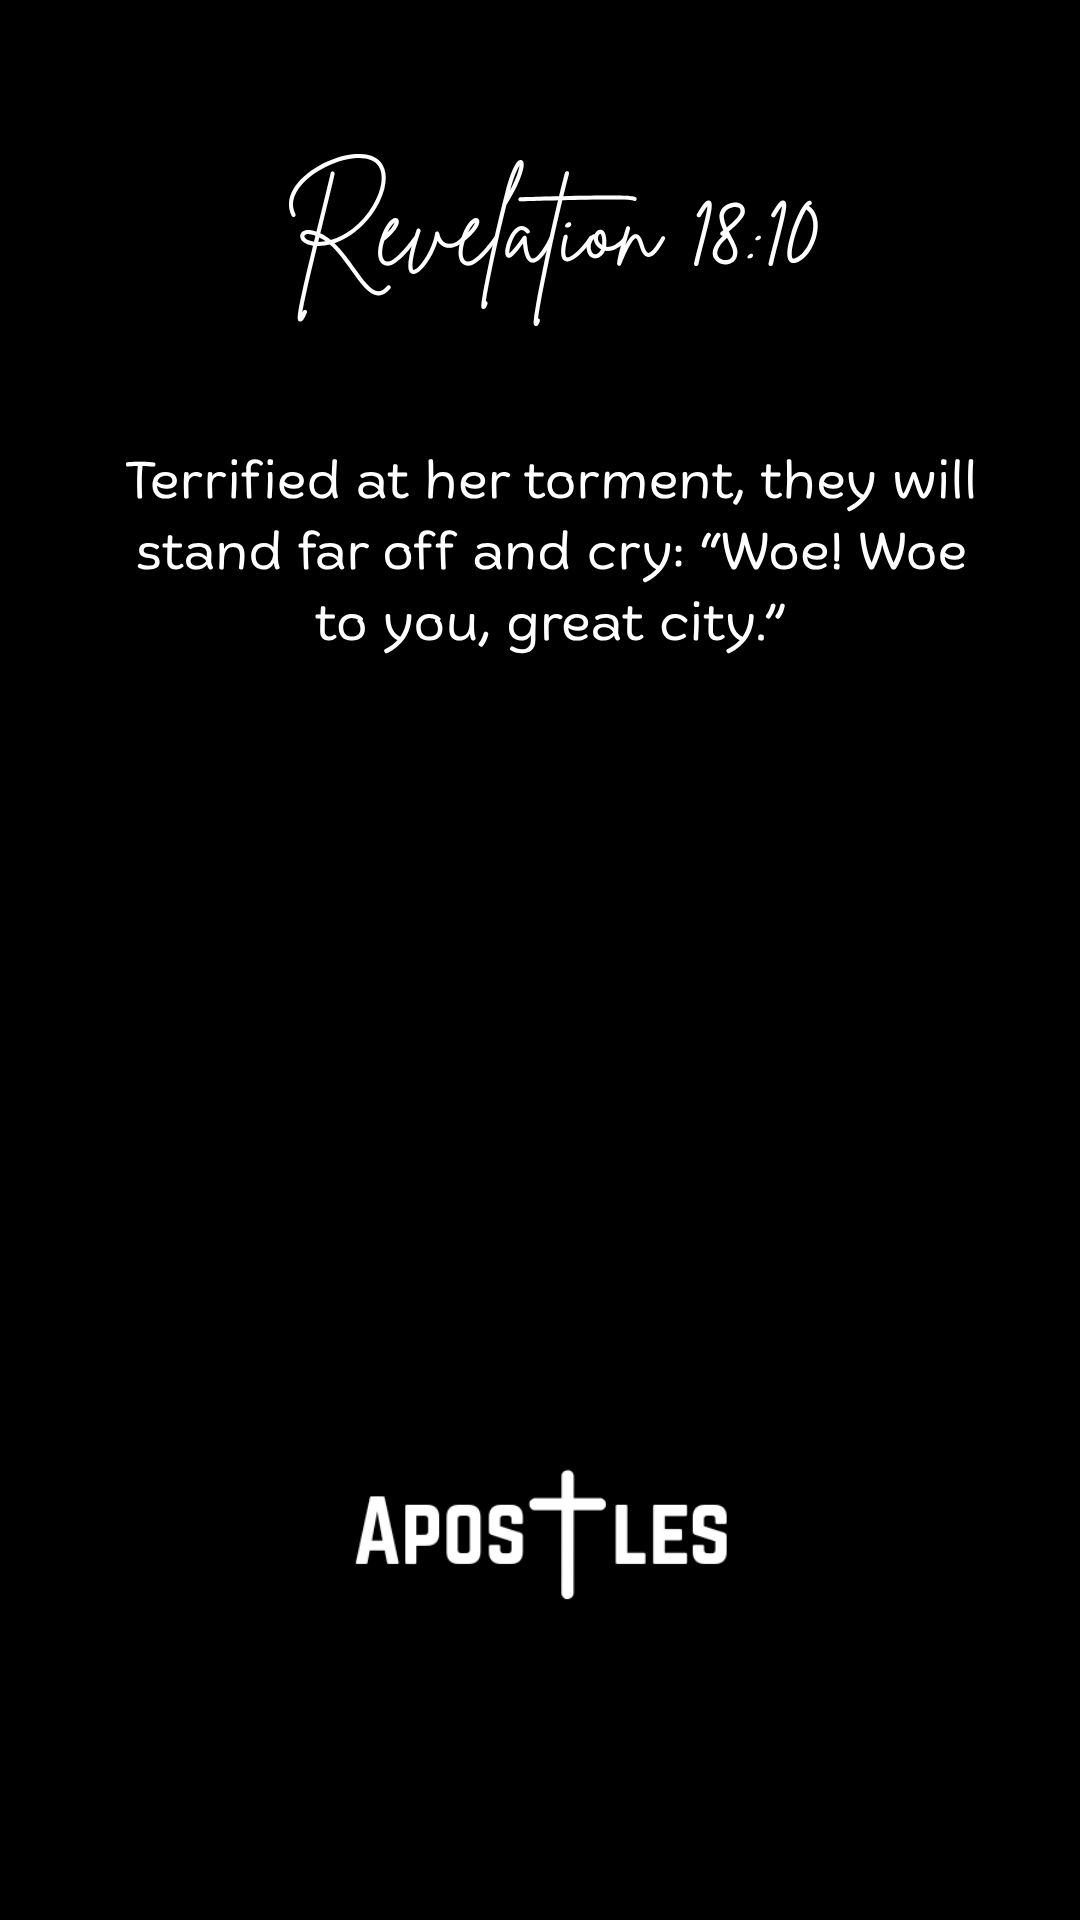 Revelation 18:10
Terrified at her torment, they will
stand far off and cry: “Woe! Woe
to you, great city.”
APOSTLES